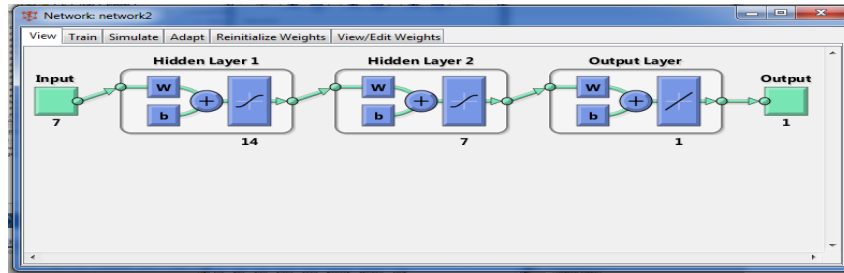 Network: network2
View Train Simulate Adapt Reinitialize Weights View/Edit Weights
Hidden Layer 1 Hidden Layer 2 Output Layer
Input Output
W W W
b b b
7 14 7 1 1